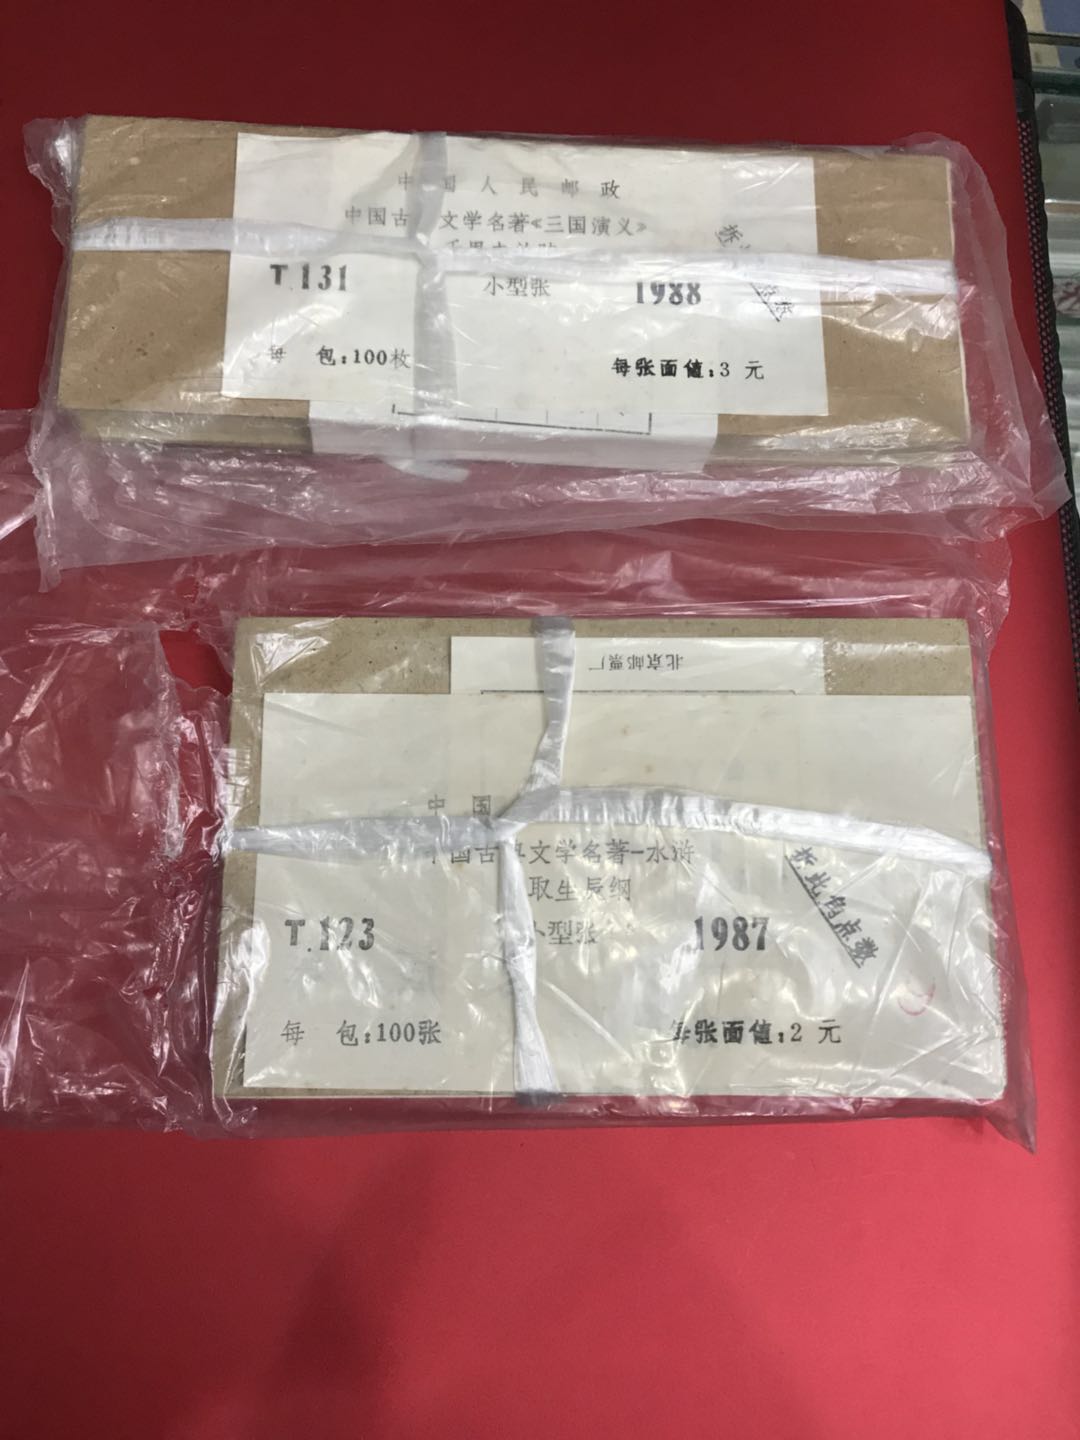 中国人民邮政
中国古 文学名著《三国演义》
T.131 小型张 1988
每 包:100枚 每张面值:3 元
北京邮票厂
中 国
中国古典文学名著-水浒
取生辰纲
T.123 小型张 1987
拆此角点数
每 包:100张 每张面值:2 元